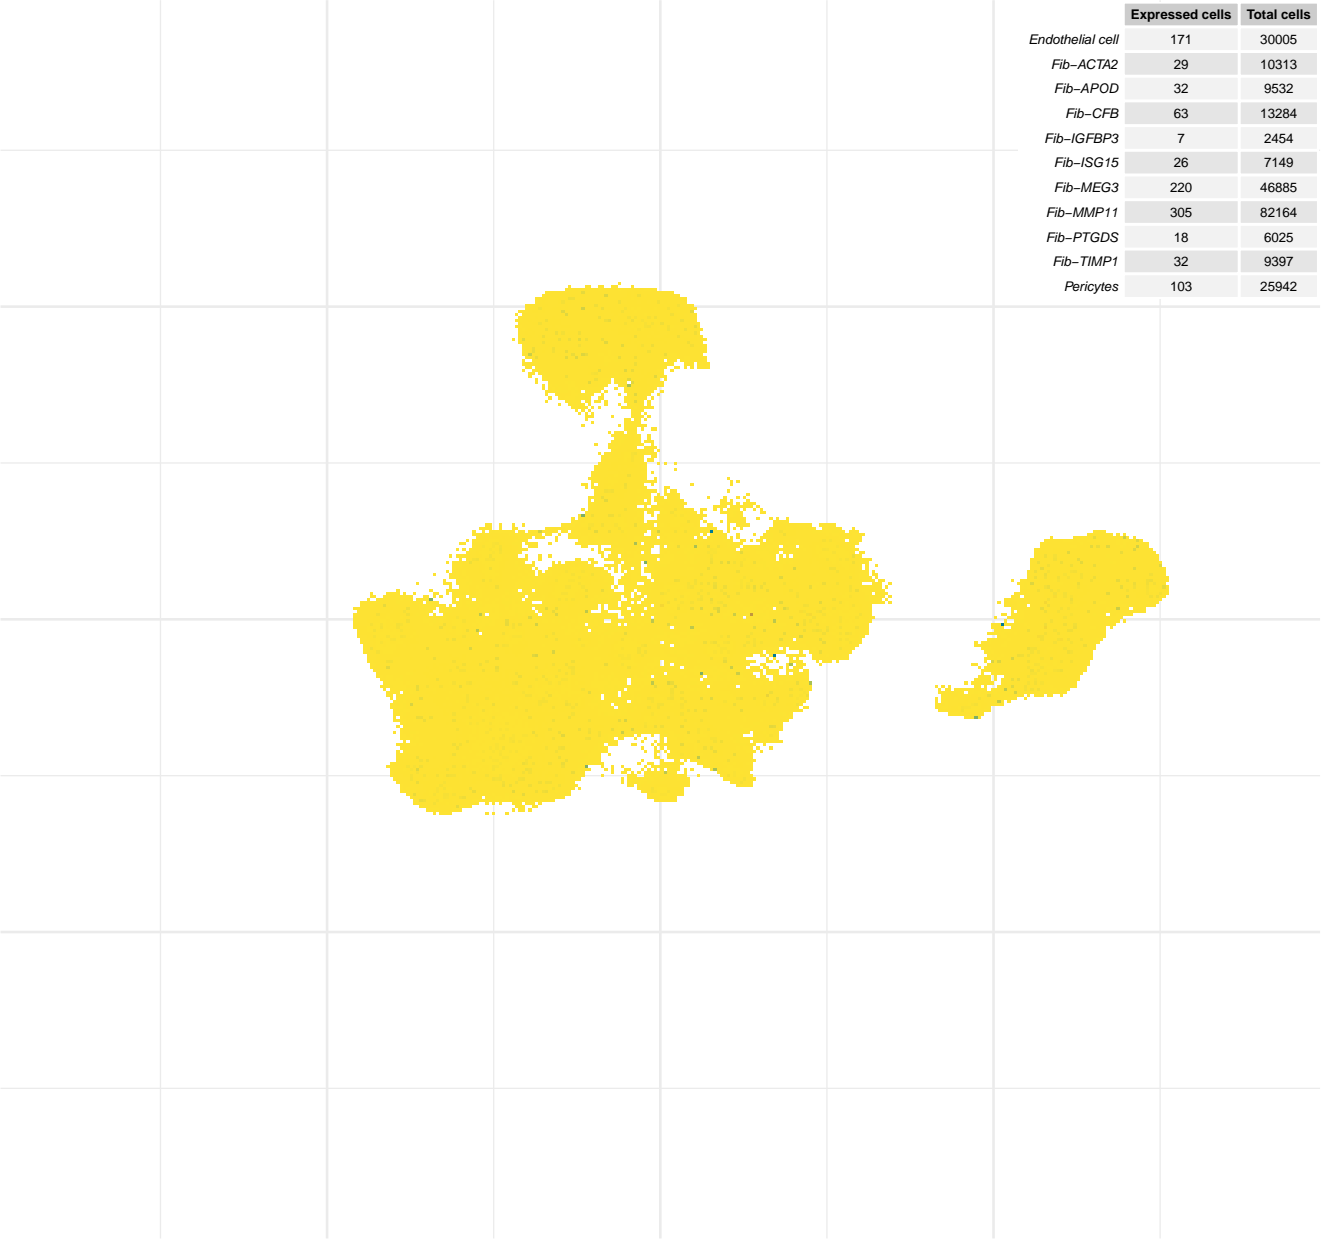 Expressed cells Total cells
Endothelial cell 171 30005
Fib−ACTA2 29 10313
Fib−APOD 32 9532
Fib−CFB 63 13284
Fib−IGFBP3 7 2454
Fib−ISG15 26 7149
Fib−MEG3 220 46885
Fib−MMP11 305 82164
Fib−PTGDS 18 6025
Fib−TIMP1 32 9397
Pericytes 103 25942